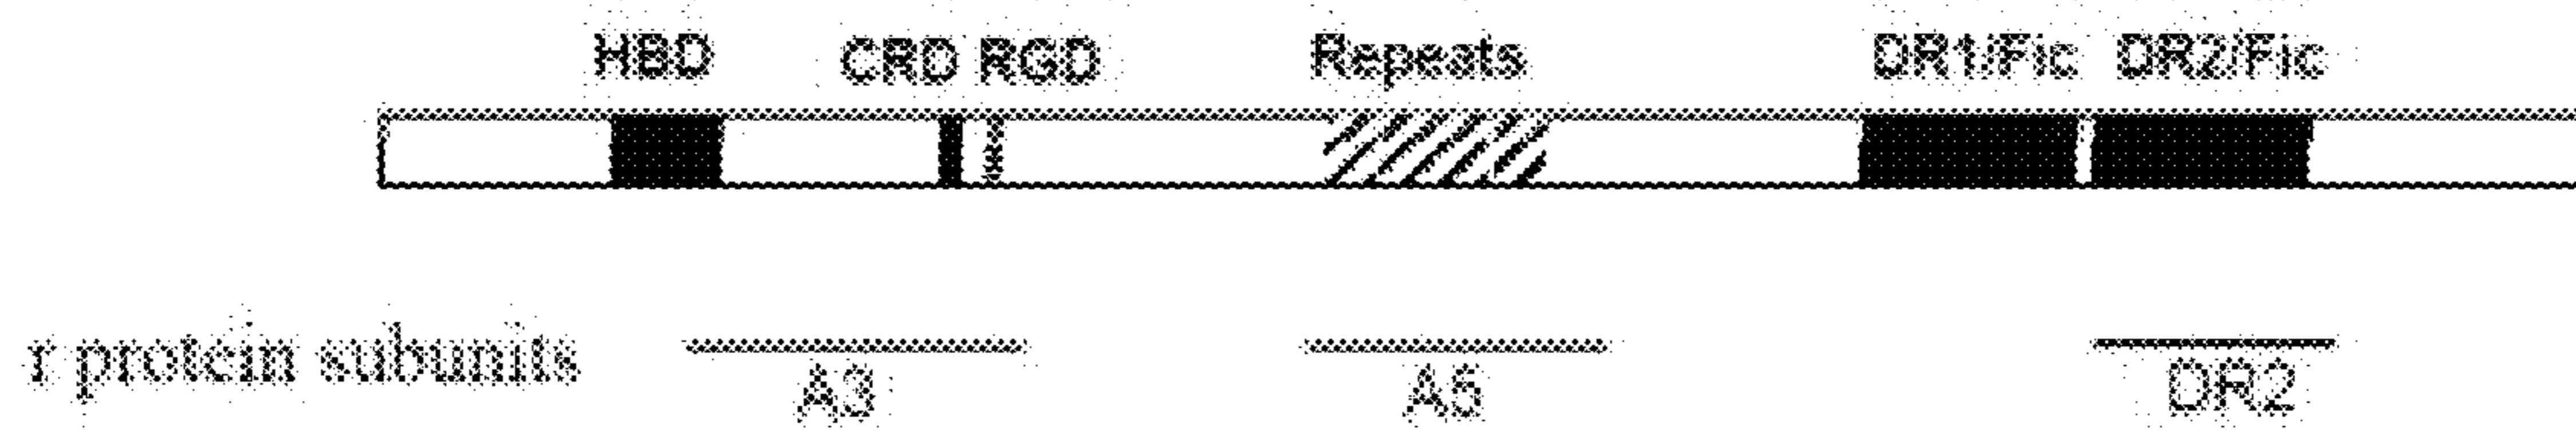 HBD CRD RGD Repeats DR1/Fic DR2/Fic
r protein subunits
A3 A5 DR2